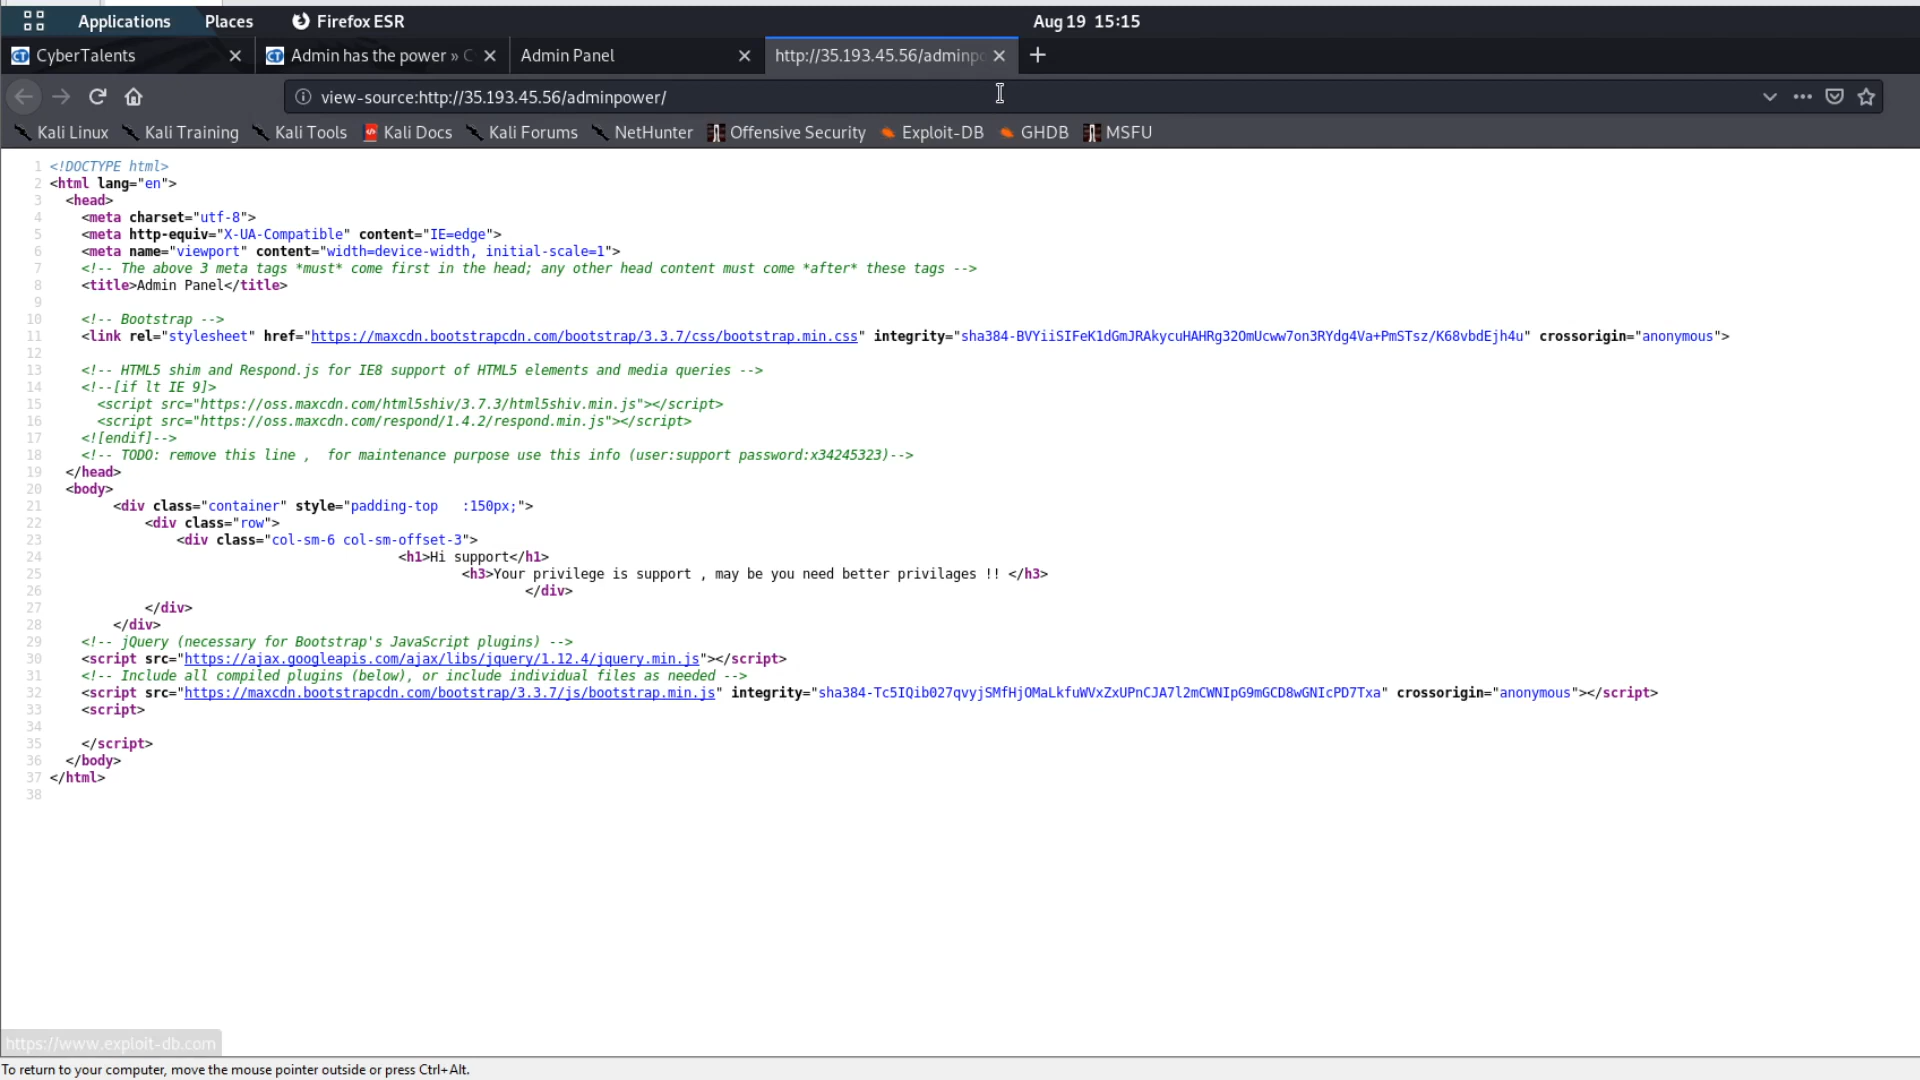 Applications Places Firefox ESR Aug 19 15:15
CyberTalents Admin has the power » C Admin Panel http://35.193.45.56/adminpo
view-source:http://35.193.45.56/adminpower/
Kali Linux Kali Training Kali Tools Kali Docs Kali Forums NetHunter Offensive Security Exploit-DB GHDB MSFU
1 <!DOCTYPE html>
2 <html lang="en">
3 <head>
4 <meta charset="utf-8">
5 <meta http-equiv="X-UA-Compatible" content="IE=edge">
6 <meta name="viewport" content="width=device-width, initial-scale=1">
7 <!-- The above 3 meta tags *must* come first in the head; any other head content must come *after* these tags -->
8 <title>Admin Panel</title>
9
10 <!-- Bootstrap -->
11 <link rel="stylesheet" href="https://maxcdn.bootstrapcdn.com/bootstrap/3.3.7/css/bootstrap.min.css" integrity="sha384-BVYiiSIFeK1dGmJRAkycuHAHRg32OmUcww7on3RYdg4Va+PmSTsz/K68vbdEjh4u" crossorigin="anonymous">
12
13 <!-- HTML5 shim and Respond.js for IE8 support of HTML5 elements and media queries -->
14 <!--[if lt IE 9]>
15 <script src="https://oss.maxcdn.com/html5shiv/3.7.3/html5shiv.min.js"></script>
16 <script src="https://oss.maxcdn.com/respond/1.4.2/respond.min.js"></script>
17 <![endif]-->
18 <!-- TODO: remove this line ,  for maintenance purpose use this info (user:support password:x34245323)-->
19 </head>
20 <body>
21 <div class="container" style="padding-top   :150px;">
22 <div class="row">
23 <div class="col-sm-6 col-sm-offset-3">
24 <h1>Hi support</h1>
25 <h3>Your privilege is support , may be you need better privilages !! </h3>
26 </div>
27 </div>
28 </div>
29 <!-- jQuery (necessary for Bootstrap's JavaScript plugins) -->
30 <script src="https://ajax.googleapis.com/ajax/libs/jquery/1.12.4/jquery.min.js"></script>
31 <!-- Include all compiled plugins (below), or include individual files as needed -->
32 <script src="https://maxcdn.bootstrapcdn.com/bootstrap/3.3.7/js/bootstrap.min.js" integrity="sha384-Tc5IQib027qvyjSMfHjOMaLkfuWVxZxUPnCJA7l2mCWNIpG9mGCD8wGNIcPD7Txa" crossorigin="anonymous"></script>
33 <script>
34
35 </script>
36 </body>
37 </html>
38
https://www.exploit-db.com
To return to your computer, move the mouse pointer outside or press Ctrl+Alt.